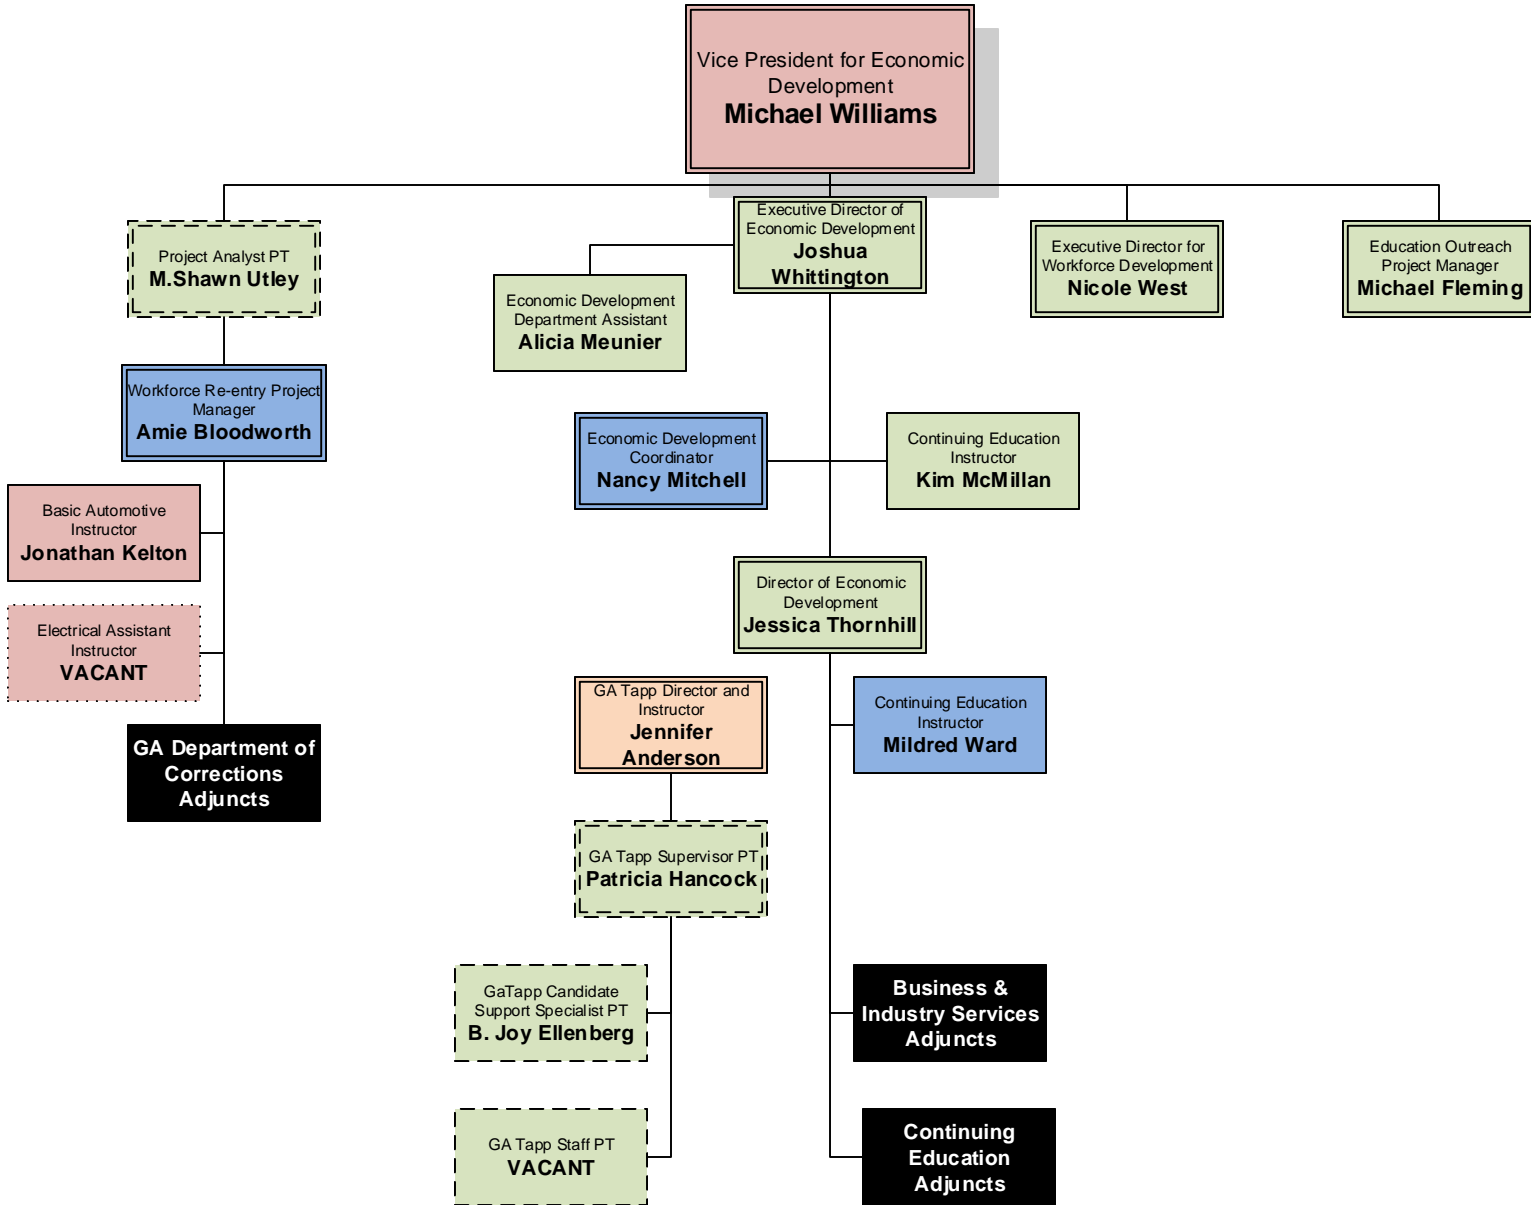 Vice President for Economic
Development
Michael Williams
Project Analyst PT
M.Shawn Utley
Executive Director of
Economic Development
Joshua
Whittington
Executive Director for
Workforce Development
Nicole West
Education Outreach
Project Manager
Michael Fleming
Economic Development
Department Assistant
Alicia Meunier
Workforce Re-entry Project
Manager
Amie Bloodworth
Economic Development
Coordinator
Nancy Mitchell
Continuing Education
Instructor
Kim McMillan
Basic Automotive
Instructor
Jonathan Kelton
Electrical Assistant
Instructor
VACANT
GA Department of
Corrections
Adjuncts
Director of Economic
Development
Jessica Thornhill
GA Tapp Director and
Instructor
Jennifer
Anderson
Continuing Education
Instructor
Mildred Ward
GA Tapp Supervisor PT
Patricia Hancock
GaTapp Candidate
Support Specialist PT
B. Joy Ellenberg
Business &
Industry Services
Adjuncts
GA Tapp Staff PT
VACANT
Continuing
Education
Adjuncts